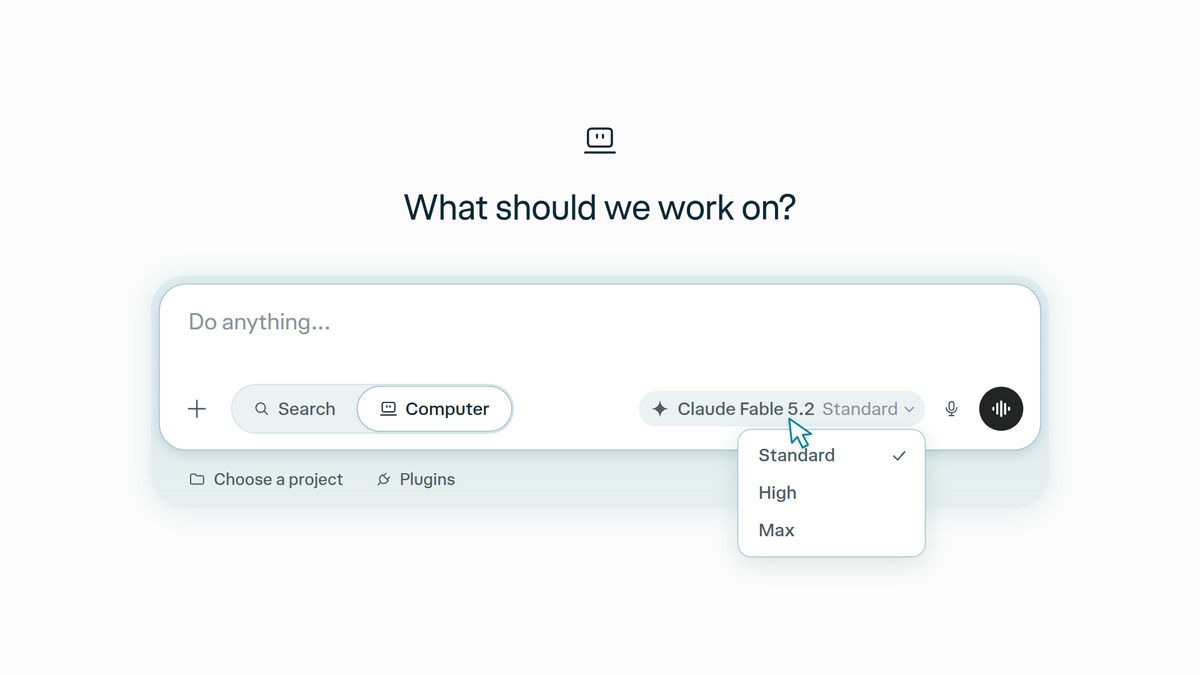 What should we work on?
Do anything...
Search
Computer
Claude Fable 5.2 Standard
Standard
High
Max
Choose a project
Plugins